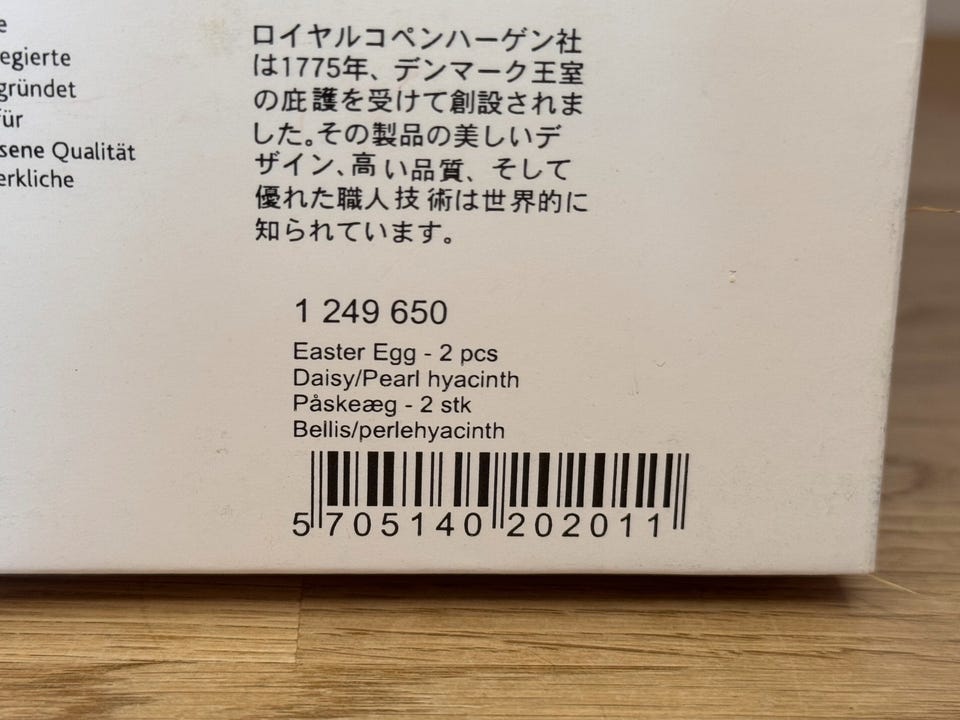 e
egierte
gründet
für
sene Qualität
erkliche
ロイヤルコペンハーゲン社
は1775年、デンマーク王室
の庇護を受けて創設されま
した。その製品の美しいデ
ザイン、高い品質、そして
優れた職人技術は世界的に
知られています。
1 249 650
Easter Egg - 2 pcs
Daisy/Pearl hyacinth
Påskeæg - 2 stk
Bellis/perlehyacinth
5 705140 202011